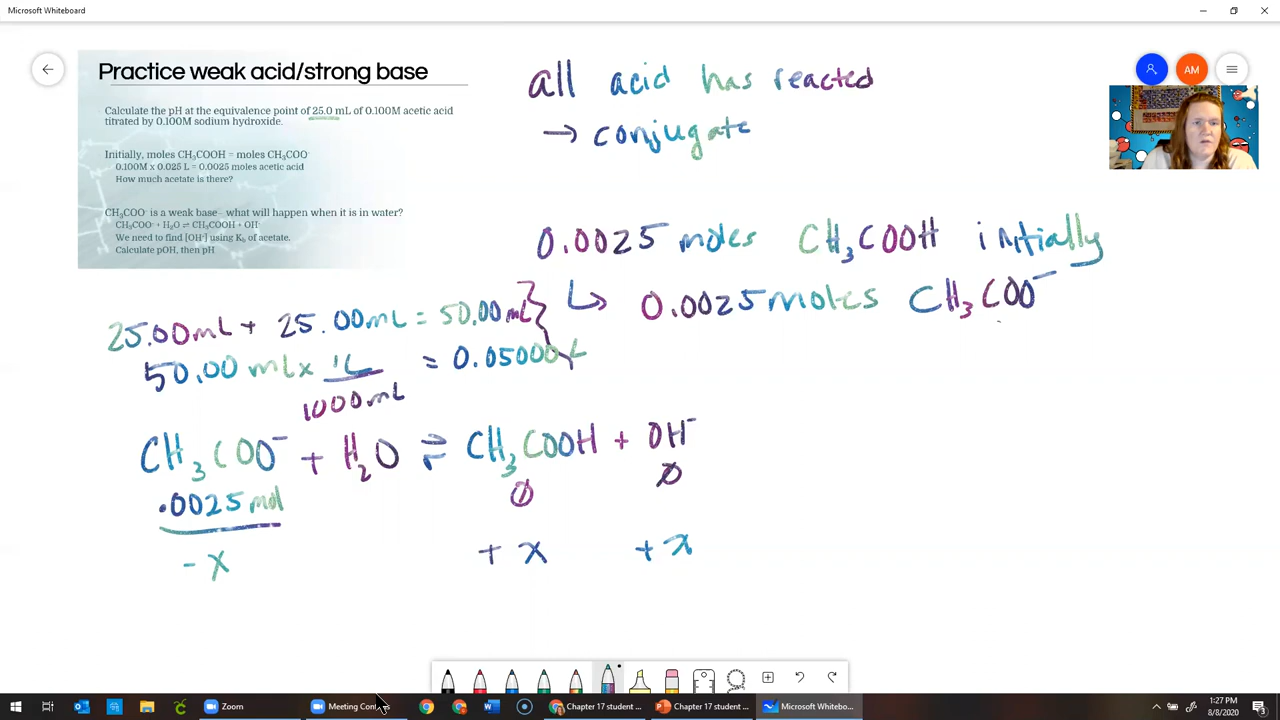 Microsoft Whiteboard
Practice weak acid/strong base
Calculate the pH at the equivalence point of 25.0 mL of 0.100M acetic acid
titrated by 0.100M sodium hydroxide.
Initially, moles CH₃COOH = moles CH₃COO⁻
0.100M x 0.025 L = 0.0025 moles acetic acid
How much acetate is there?
CH₃COO⁻ is a weak base– what will happen when it is in water?
CH₃COO⁻ + H₂O ⇌ CH₃COOH + OH⁻
We need to find [OH⁻] using Kb of acetate.
Calculate pOH, then pH
all acid has reacted
→ conjugate
AM
0.0025 moles CH₃COOH initially
↳ 0.0025 moles CH₃COO⁻
25.00mL + 25.00mL = 50.00mL
50.00 mL x 1L/1000mL = 0.05000 L
CH₃COO⁻ + H₂O ⇌ CH₃COOH + OH⁻
.0025 mol 0 0
- x + x + x
Zoom
Meeting Con
Chapter 17 student ...
Chapter 17 student ...
Microsoft Whitebo...
1:27 PM
8/8/2020